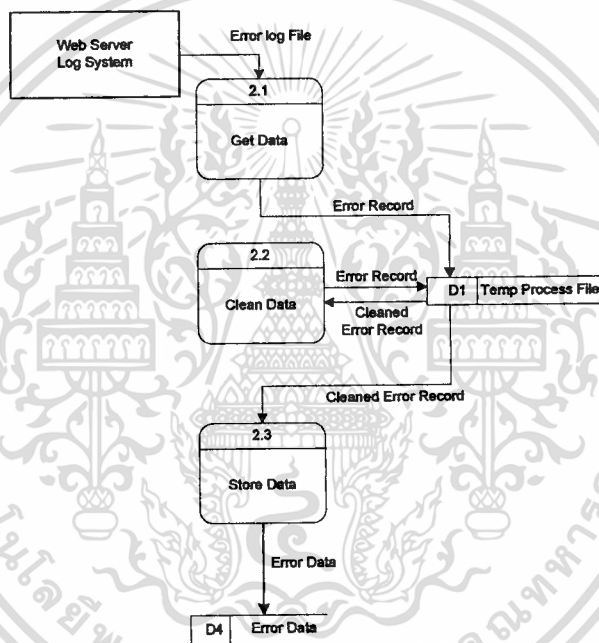 Web Server
Log System
Error log File
2.1
Get Data
Error Record
2.2
Clean Data
Error Record
Cleaned
Error Record
D1
Temp Process File
Cleaned Error Record
2.3
Store Data
Error Data
D4
Error Data